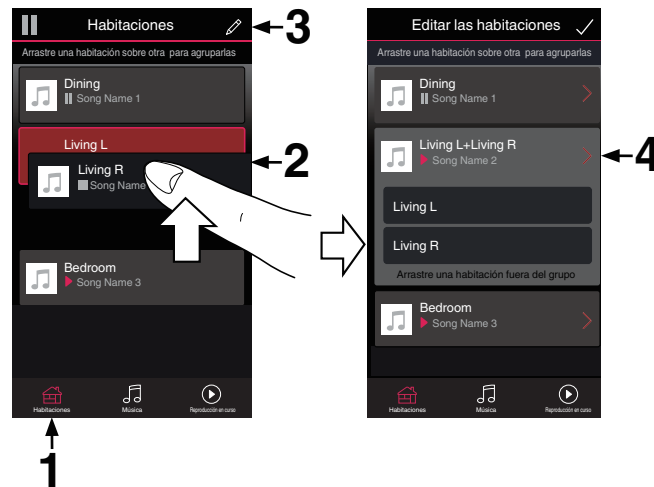 Habitaciones
3
Arrastre una habitación sobre otra para agruparlas
Dining
Song Name 1
Living L
2
Living R
Song Name
Bedroom
Song Name 3
Habitaciones
Música
Reproducción en curso
1
Editar las habitaciones
Arrastre una habitación sobre otra para agruparlas
Dining
Song Name 1
Living L+Living R
Song Name 2
4
Living L
Living R
Arrastre una habitación fuera del grupo
Bedroom
Song Name 3
Habitaciones
Música
Reproducción en curso